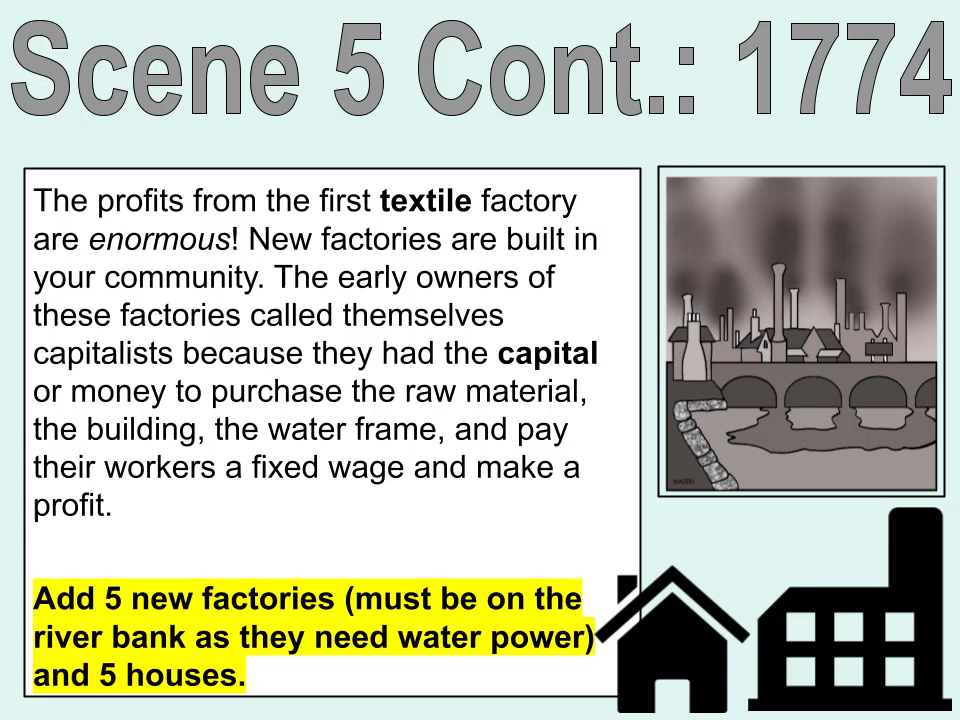 Scene 5 Cont.: 1774
The profits from the first textile factory
are enormous! New factories are built in
your community. The early owners of
these factories called themselves
capitalists because they had the capital
or money to purchase the raw material,
the building, the water frame, and pay
their workers a fixed wage and make a
profit.
Add 5 new factories (must be on the
river bank as they need water power)
and 5 houses.